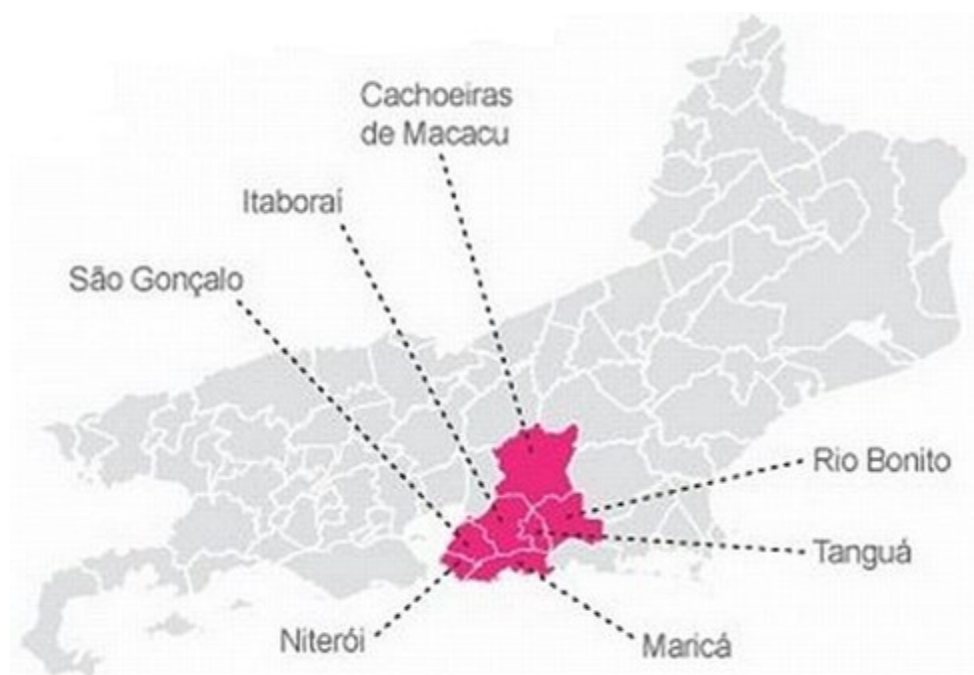 Cachoeiras
de Macacu
Itaboraí
São Gonçalo
Rio Bonito
Tanguá
Niterói
Maricá